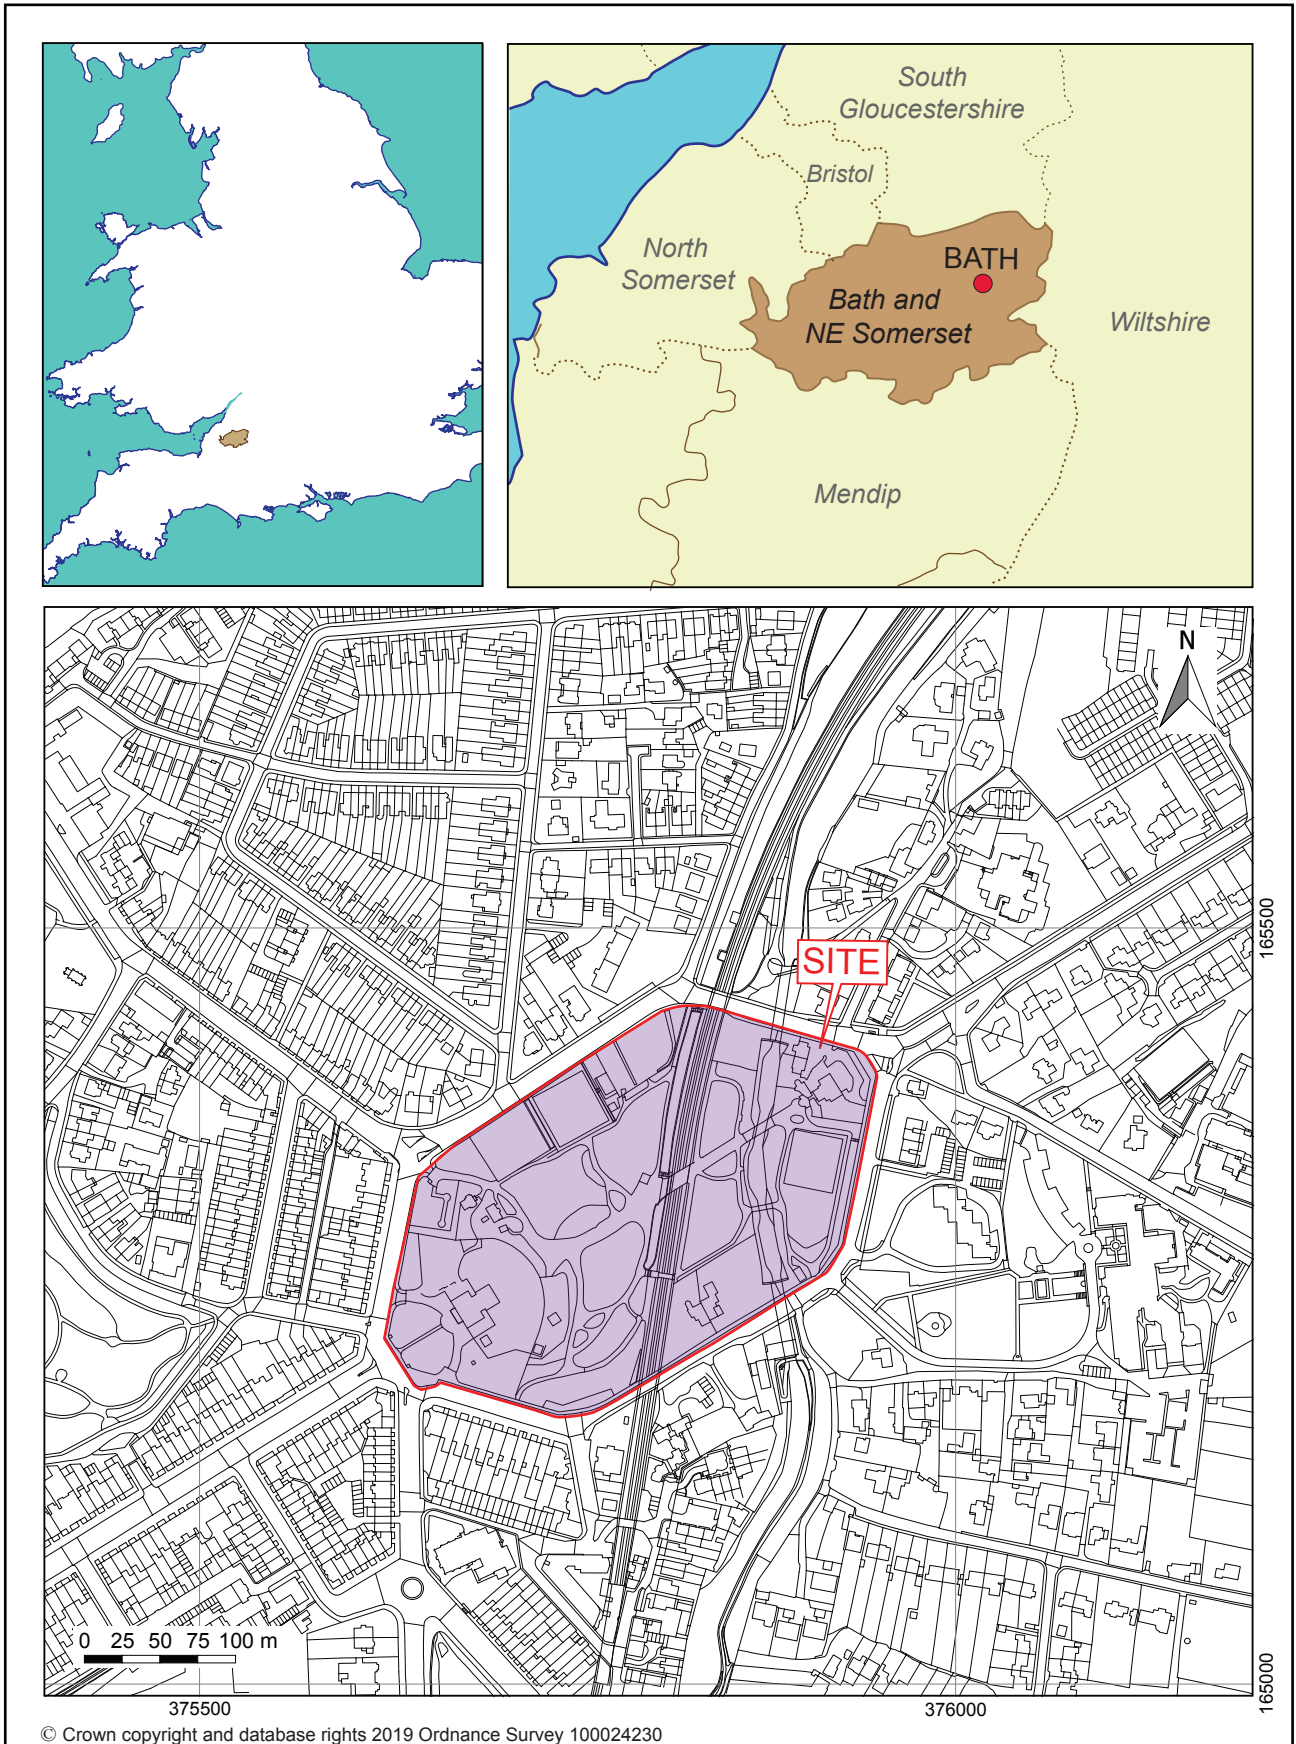 South
Gloucestershire
Bristol
North
Somerset
BATH
Bath and
NE Somerset
Wiltshire
Mendip
N
SITE
165500
0 25 50 75 100 m
165000
375500
376000
© Crown copyright and database rights 2019 Ordnance Survey 100024230